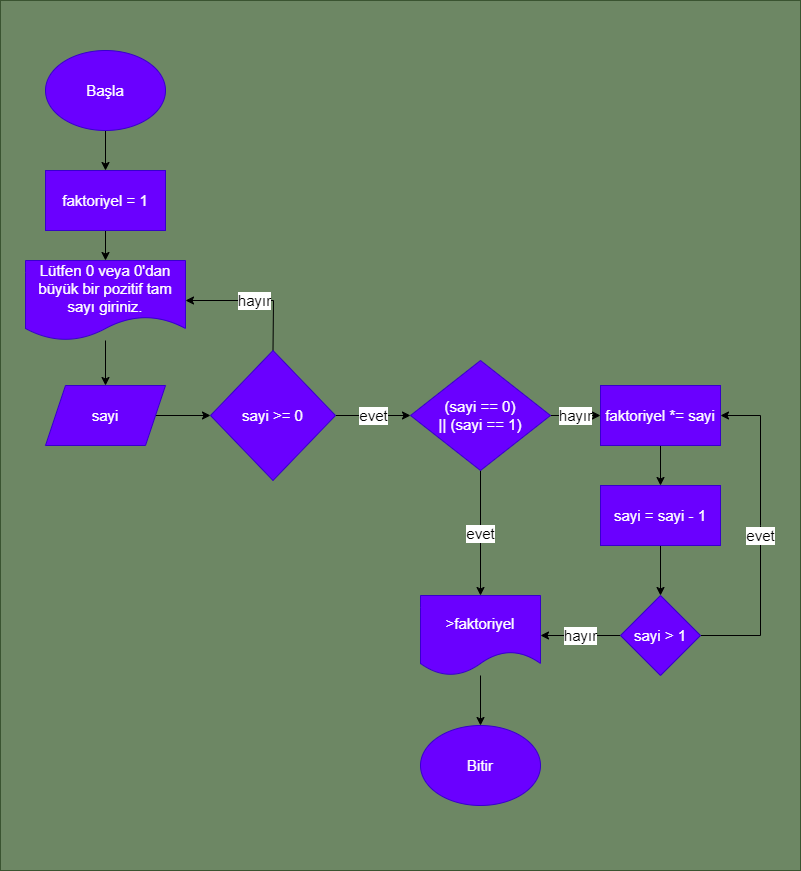 Başla
faktoriyel = 1
Lütfen 0 veya 0'dan
büyük bir pozitif tam
sayı giriniz.
hayır
sayi
sayi >= 0
evet
(sayi == 0)
|| (sayi == 1)
hayır
faktoriyel *= sayi
sayi = sayi - 1
evet
evet
>faktoriyel
hayır
sayi > 1
Bitir